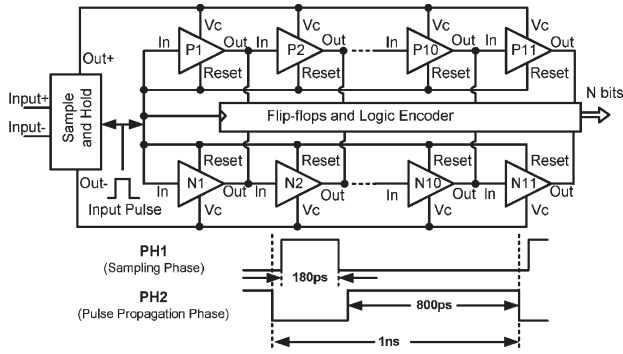 Vc Vc Vc Vc
Out+
In P1 Out In P2 Out In P10 Out In P11 Out
Reset Reset Reset Reset
Input+
Input-
Sample and Hold
Flip-flops and Logic Encoder
N bits
Reset Reset Reset Reset
Out-
In N1 Out In N2 Out In N10 Out In N11 Out
Vc Vc Vc Vc
Input Pulse
PH1
(Sampling Phase)
180ps
PH2
(Pulse Propagation Phase)
800ps
1ns